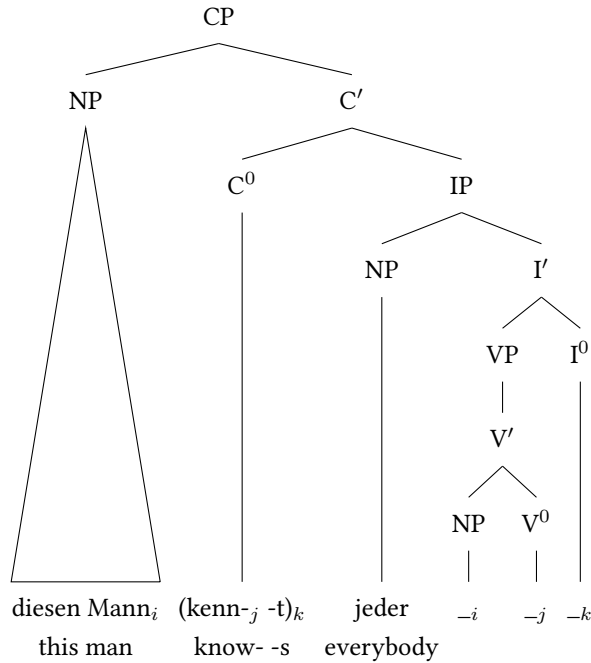 CP
NP C′
C⁰ IP
NP I′
VP I⁰
V′
NP V⁰
diesen Mannᵢ (kenn-ⱼ -t)ₖ jeder _ᵢ _ⱼ _ₖ
this man know- -s everybody